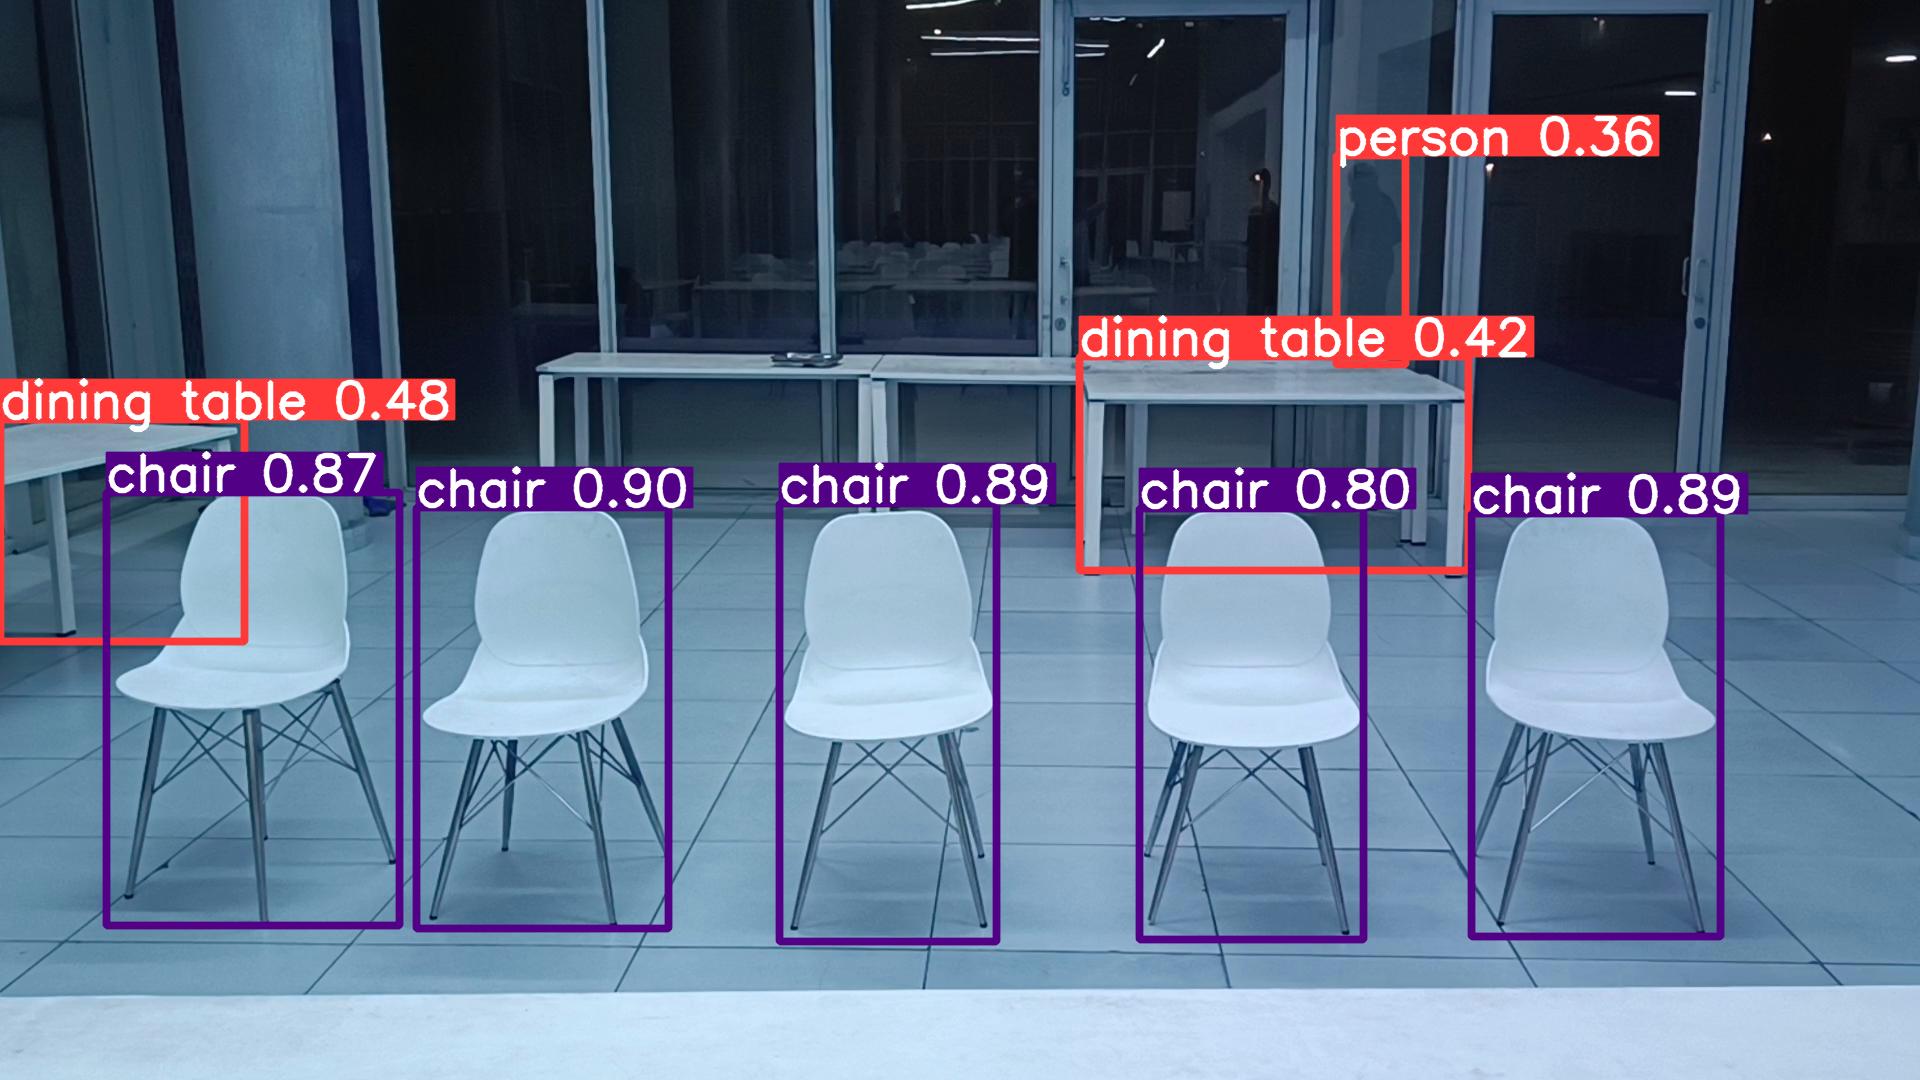 person 0.36
dining table 0.42
dining table 0.48
chair 0.87
chair 0.90
chair 0.89
chair 0.80
chair 0.89